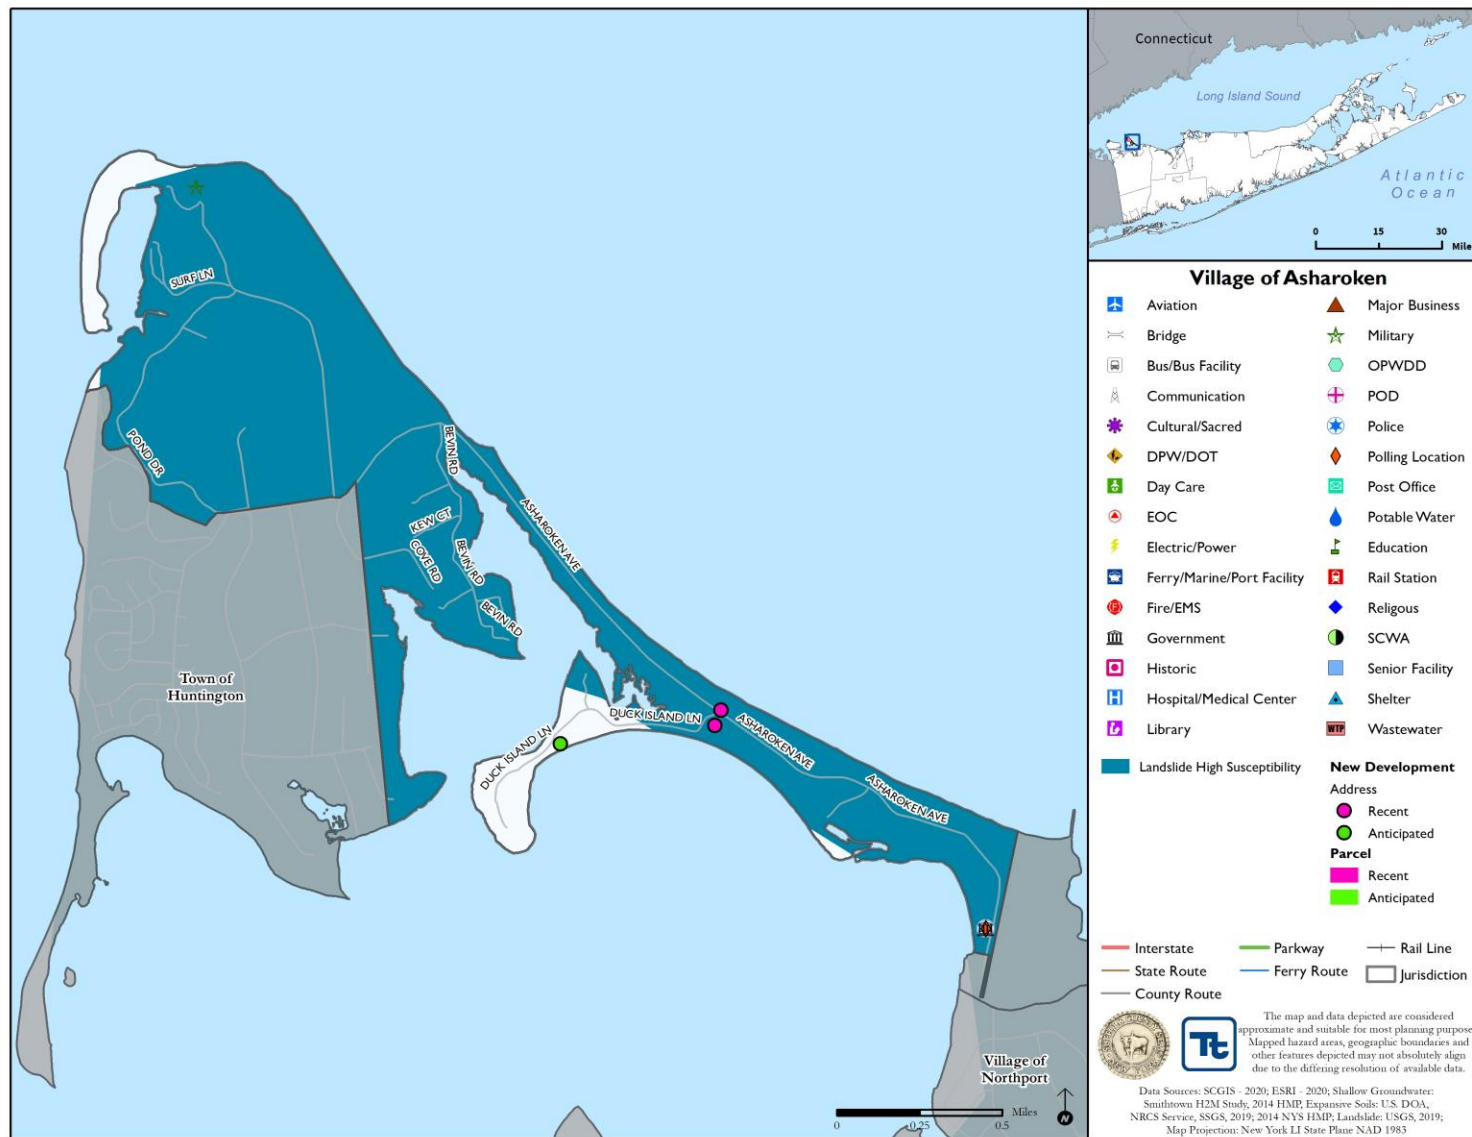 SURF LN
POND DR
BEVIN RD
KEW CT
COVE RD
BEVIN RD
BEVIN RD
ASHAROKEN AVE
Town of
Huntington
DUCK ISLAND LN
DUCK ISLAND LN
ASHAROKEN AVE
ASHAROKEN AVE
Village of
Northport
0 0.25 0.5 Miles
N
Connecticut
Long Island Sound
Atlantic
Ocean
0 15 30
Mile
Village of Asharoken
Aviation
Bridge
Bus/Bus Facility
Communication
Cultural/Sacred
DPW/DOT
Day Care
EOC
Electric/Power
Ferry/Marine/Port Facility
Fire/EMS
Government
Historic
H Hospital/Medical Center
Library
Landslide High Susceptibility
Major Business
Military
OPWDD
POD
Police
Polling Location
Post Office
Potable Water
Education
Rail Station
Religous
SCWA
Senior Facility
Shelter
WTP Wastewater
New Development
Address
Recent
Anticipated
Parcel
Recent
Anticipated
Interstate
State Route
County Route
Parkway
Ferry Route
Rail Line
Jurisdiction
Tt
The map and data depicted are considered
approximate and suitable for most planning purpose
Mapped hazard areas, geographic boundaries and
other features depicted may not absolutely align
due to the differing resolution of available data.
Data Sources: SCGIS - 2020; ESRI - 2020; Shallow Groundwater:
Smithtown H2M Study, 2014 HMP, Expansive Soils: U.S. DOA,
NRCS Service, SSGS, 2019; 2014 NYS HMP; Landslide: USGS, 2019;
Map Projection: New York LI State Plane NAD 1983